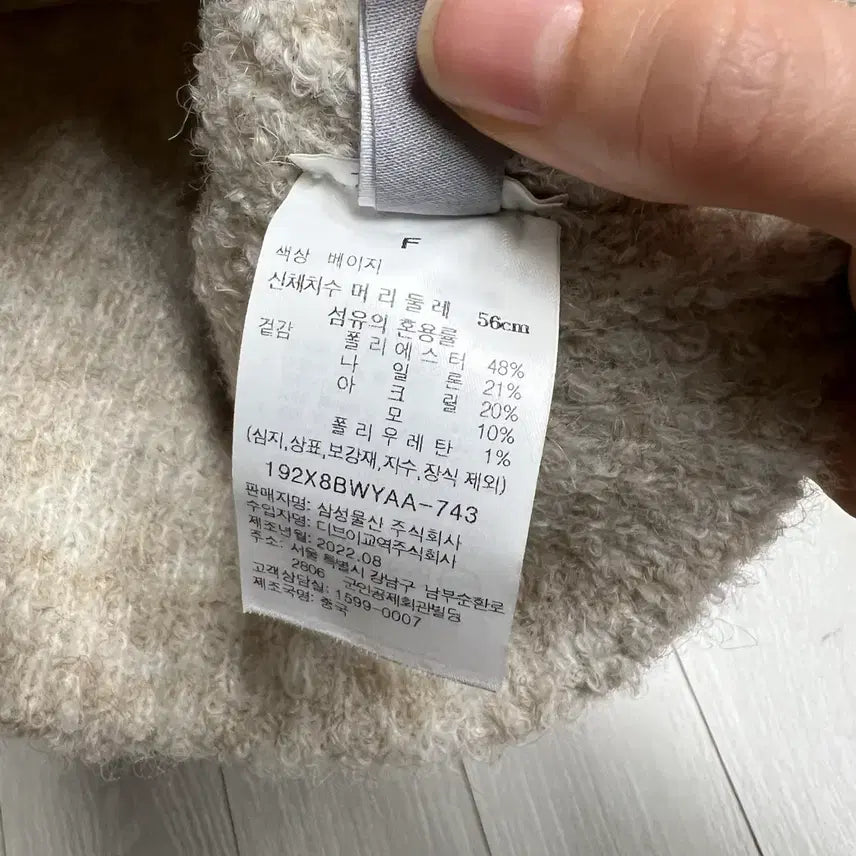 F
색상 베이지
신체치수 머리둘레 56cm
섬유의 혼용률
겉감 폴리에스터 48%
나일론 21%
아크릴 20%
모 10%
폴리우레탄 1%
(심지,상표,보강재,자수,장식 제외)
192X8BWYAA-743
판매자명: 삼성물산 주식회사
수입자명: 디브이교역주식회사
제조년월: 2022.08
주소: 서울 특별시 강남구 남부순환로
2806 군인공제회관빌딩
고객상담실: 1599-0007
제조국명: 중국